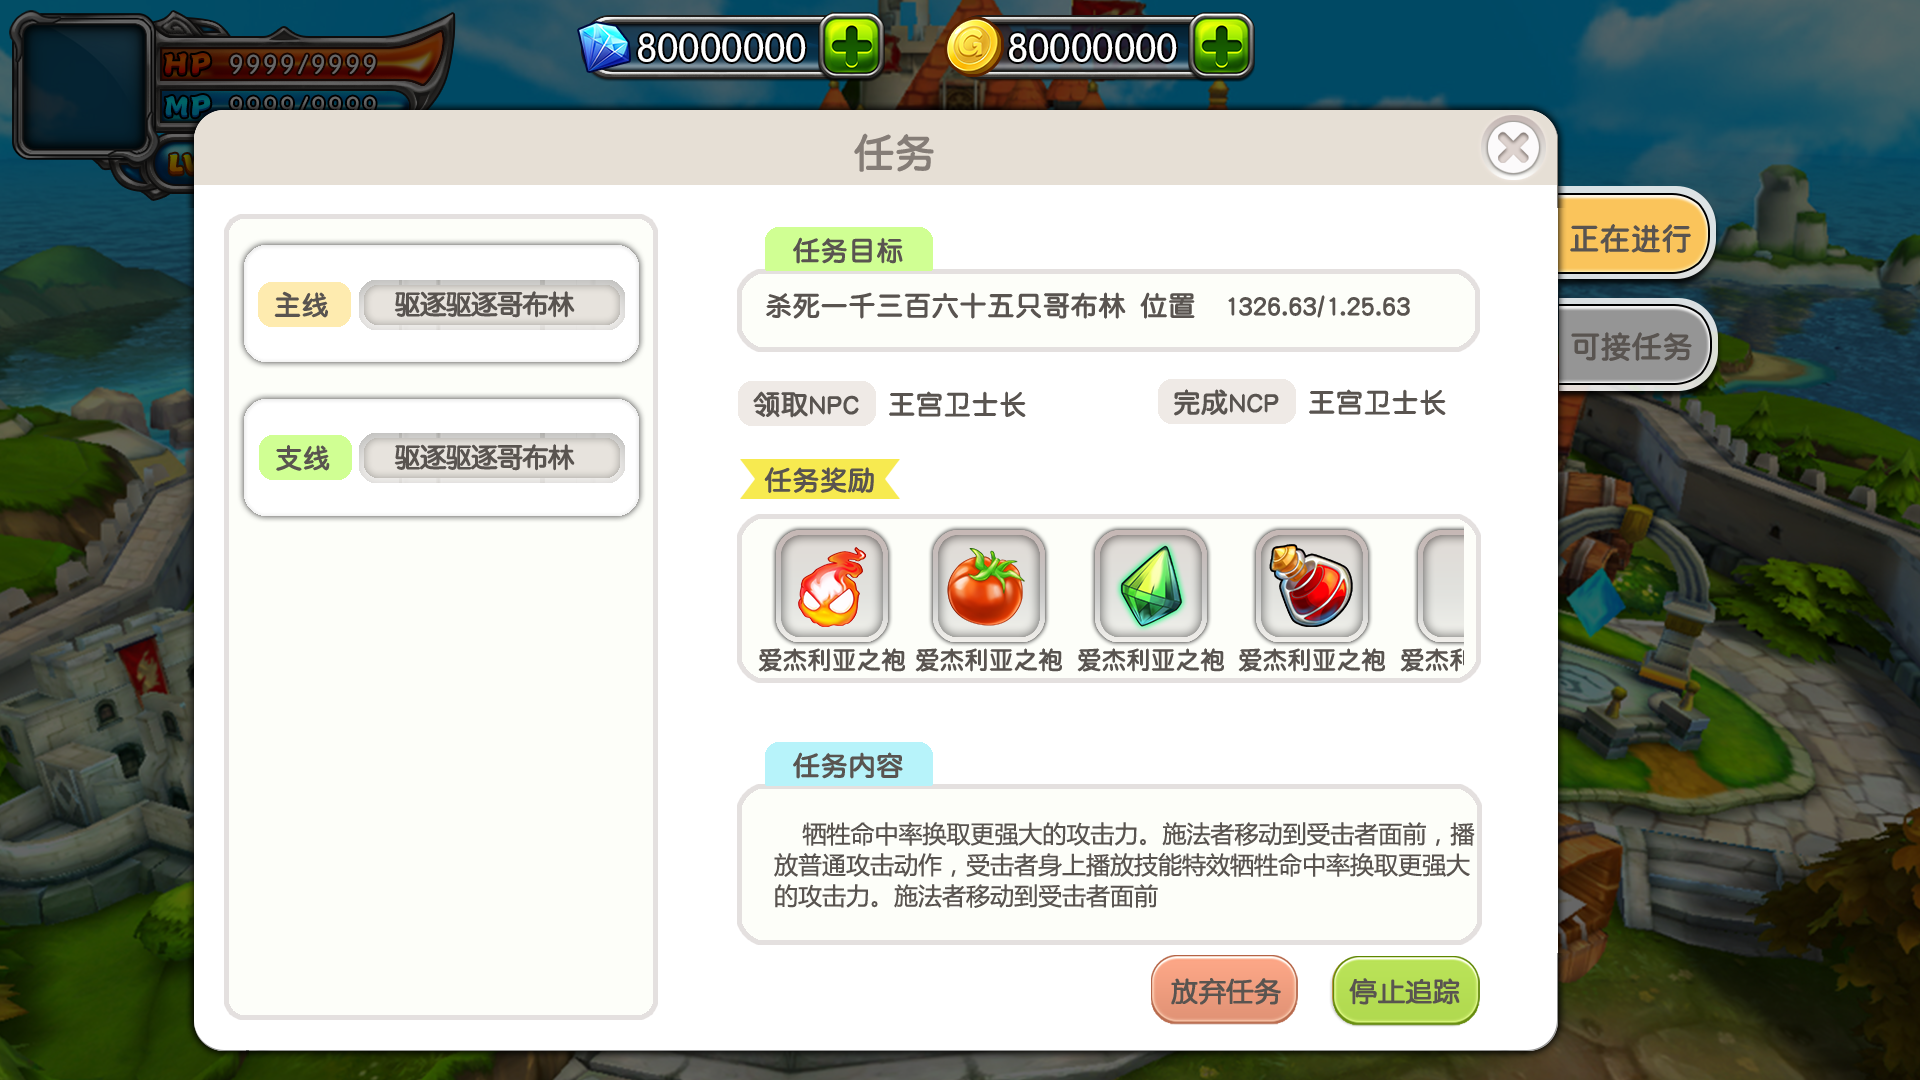 HP 9999/9999
MP 9999/9999
80000000
80000000
任务
正在进行
可接任务
主线 驱逐驱逐哥布林
支线 驱逐驱逐哥布林
任务目标
杀死一千三百六十五只哥布林 位置 1326.63/1.25.63
领取NPC 王宫卫士长
完成NCP 王宫卫士长
任务奖励
爱杰利亚之袍 爱杰利亚之袍 爱杰利亚之袍 爱杰利亚之袍 爱杰利
任务内容
牺牲命中率换取更强大的攻击力。施法者移动到受击者面前，播
放普通攻击动作，受击者身上播放技能特效牺牲命中率换取更强大
的攻击力。施法者移动到受击者面前
放弃任务 停止追踪